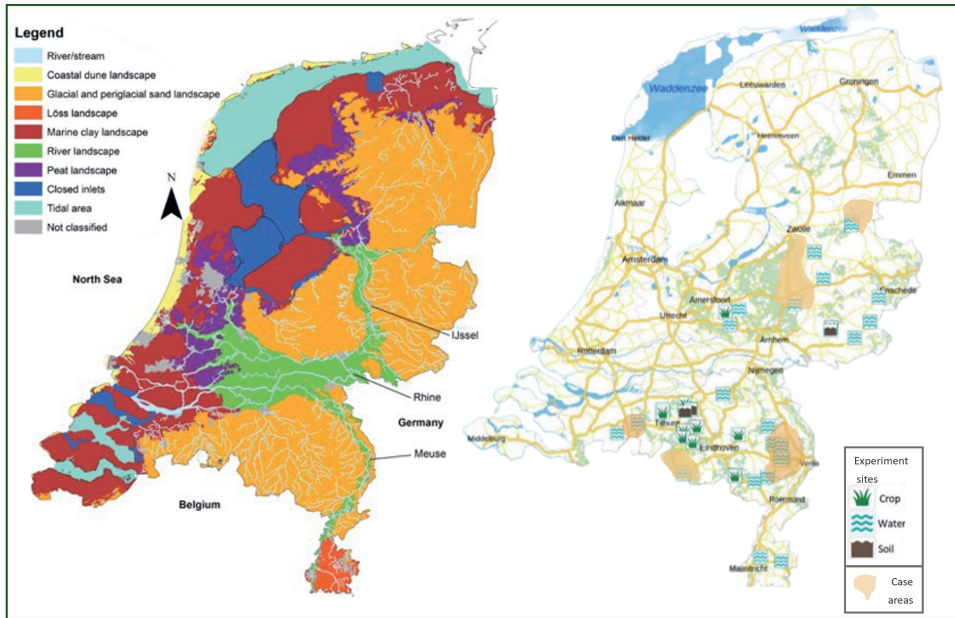 Legend
River/stream
Coastal dune landscape
Glacial and periglacial sand landscape
Löss landscape
Marine clay landscape
River landscape
Peat landscape
Closed inlets
Tidal area
Not classified
N
North Sea
IJssel
Rhine
Germany
Meuse
Belgium
Waddenzee
Waddenzee
Leeuwarden
Groningen
Den Helder
Heerenveen
Emmen
Alkmaar
Zwolle
Amsterdam
Enschede
Amersfoort
Utrecht
Arnhem
Rotterdam
Nijmegen
Middelburg
Tilburg
Eindhoven
Venlo
Roermond
Maastricht
Experiment
sites
Crop
Water
Soil
Case
areas